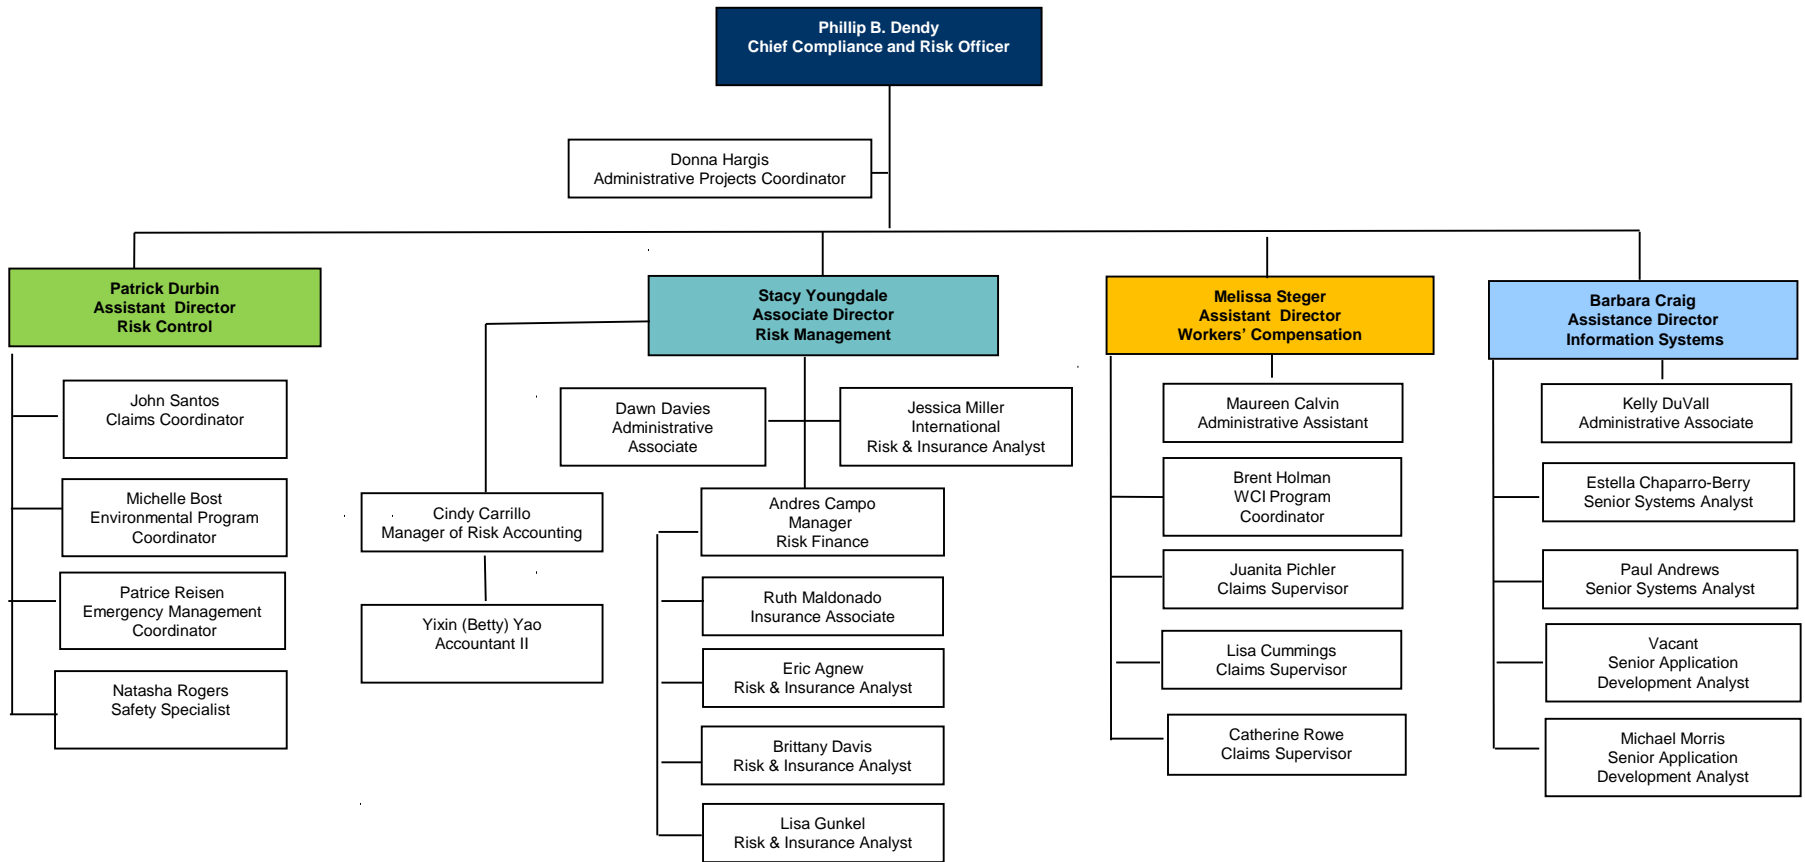 Phillip B. Dendy
Chief Compliance and Risk Officer
Donna Hargis
Administrative Projects Coordinator
Patrick Durbin
Assistant Director
Risk Control
John Santos
Claims Coordinator
Michelle Bost
Environmental Program
Coordinator
Patrice Reisen
Emergency Management
Coordinator
Natasha Rogers
Safety Specialist
Stacy Youngdale
Associate Director
Risk Management
Dawn Davies
Administrative
Associate
Jessica Miller
International
Risk & Insurance Analyst
Cindy Carrillo
Manager of Risk Accounting
Yixin (Betty) Yao
Accountant II
Andres Campo
Manager
Risk Finance
Ruth Maldonado
Insurance Associate
Eric Agnew
Risk & Insurance Analyst
Brittany Davis
Risk & Insurance Analyst
Lisa Gunkel
Risk & Insurance Analyst
Melissa Steger
Assistant Director
Workers' Compensation
Maureen Calvin
Administrative Assistant
Brent Holman
WCI Program
Coordinator
Juanita Pichler
Claims Supervisor
Lisa Cummings
Claims Supervisor
Catherine Rowe
Claims Supervisor
Barbara Craig
Assistance Director
Information Systems
Kelly DuVall
Administrative Associate
Estella Chaparro-Berry
Senior Systems Analyst
Paul Andrews
Senior Systems Analyst
Vacant
Senior Application
Development Analyst
Michael Morris
Senior Application
Development Analyst